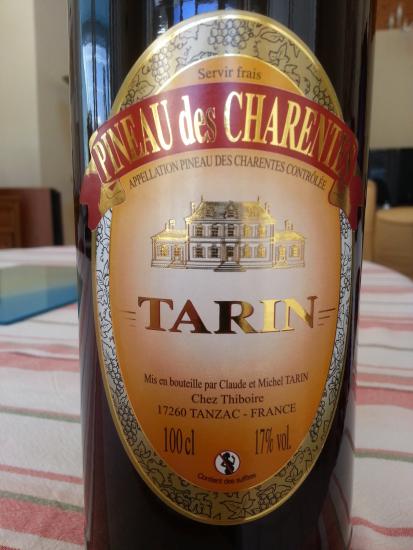 Servir frais
PINEAU des CHARENTES
APPELLATION PINEAU DES CHARENTES CONTRÔLÉE
TARIN
Mis en bouteille par Claude et Michel TARIN
Chez Thiboire
17260 TANZAC - FRANCE
100 cl 17% vol.
Contient des sulfites